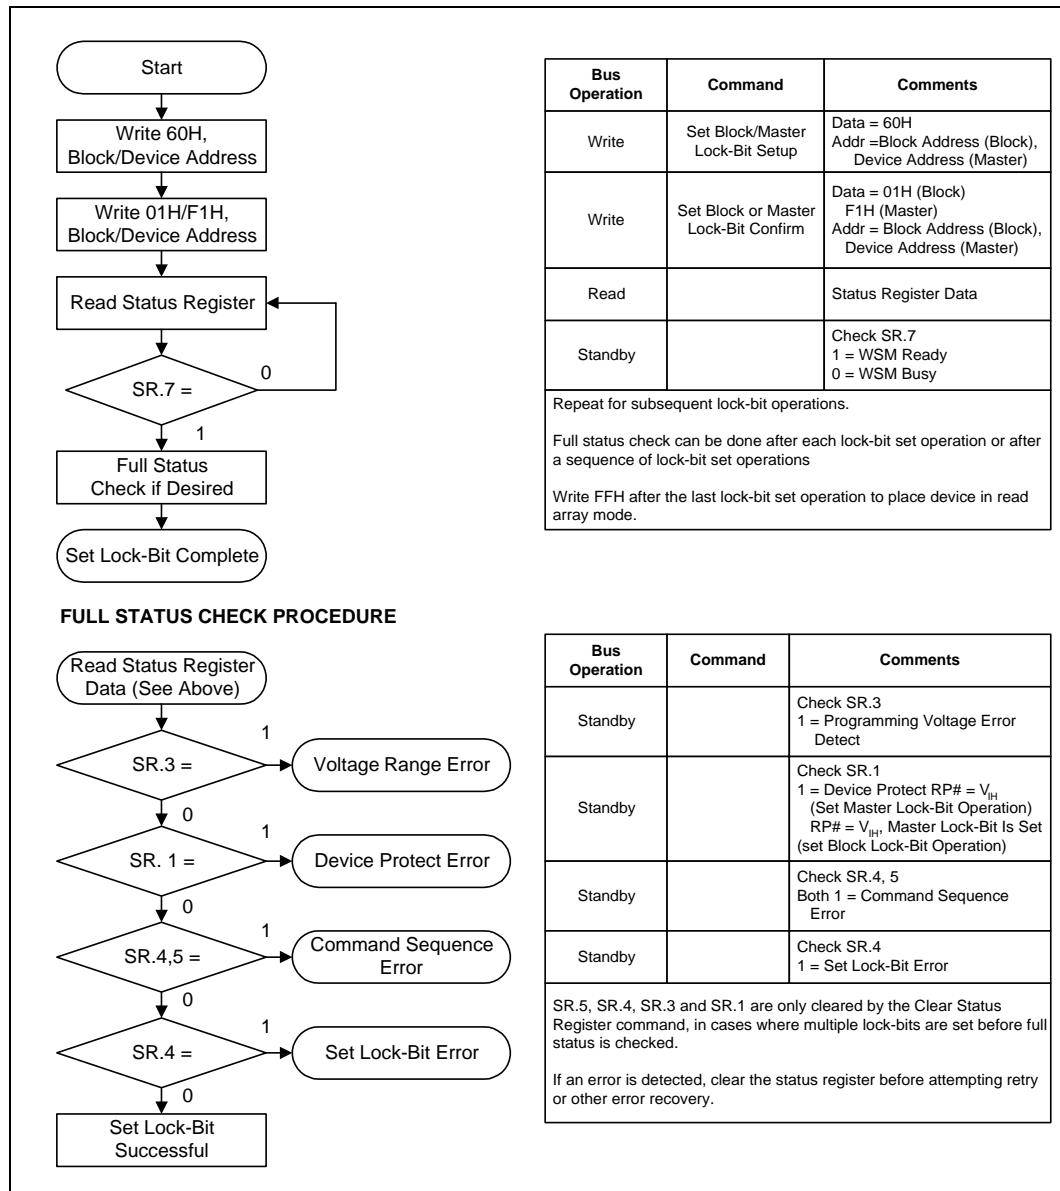 Start
Write 60H,
Block/Device Address
Write 01H/F1H,
Block/Device Address
Read Status Register
SR.7 =
0
1
Full Status
Check if Desired
Set Lock-Bit Complete
Bus
Operation
Command
Comments
Write
Set Block/Master
Lock-Bit Setup
Data = 60H
Addr =Block Address (Block),
Device Address (Master)
Write
Set Block or Master
Lock-Bit Confirm
Data = 01H (Block)
F1H (Master)
Addr = Block Address (Block),
Device Address (Master)
Read
Status Register Data
Standby
Check SR.7
1 = WSM Ready
0 = WSM Busy
Repeat for subsequent lock-bit operations.
Full status check can be done after each lock-bit set operation or after
a sequence of lock-bit set operations
Write FFH after the last lock-bit set operation to place device in read
array mode.
FULL STATUS CHECK PROCEDURE
Read Status Register
Data (See Above)
SR.3 =
1
Voltage Range Error
0
SR. 1 =
1
Device Protect Error
0
SR.4,5 =
1
Command Sequence
Error
0
SR.4 =
1
Set Lock-Bit Error
0
Set Lock-Bit
Successful
Bus
Operation
Command
Comments
Standby
Check SR.3
1 = Programming Voltage Error
Detect
Standby
Check SR.1
1 = Device Protect RP# = VIH
(Set Master Lock-Bit Operation)
RP# = VIH, Master Lock-Bit Is Set
(set Block Lock-Bit Operation)
Standby
Check SR.4, 5
Both 1 = Command Sequence
Error
Standby
Check SR.4
1 = Set Lock-Bit Error
SR.5, SR.4, SR.3 and SR.1 are only cleared by the Clear Status
Register command, in cases where multiple lock-bits are set before full
status is checked.
If an error is detected, clear the status register before attempting retry
or other error recovery.